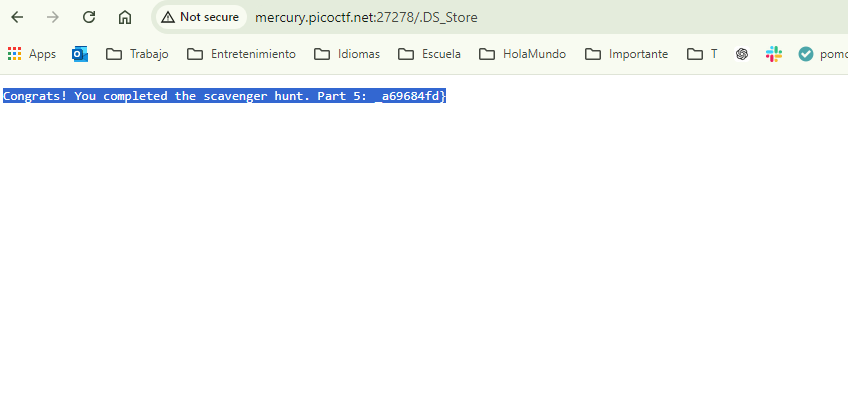 Not secure mercury.picoctf.net:27278/.DS_Store
Apps Trabajo Entretenimiento Idiomas Escuela HolaMundo Importante T pomo
Congrats! You completed the scavenger hunt. Part 5: _a69684fd}